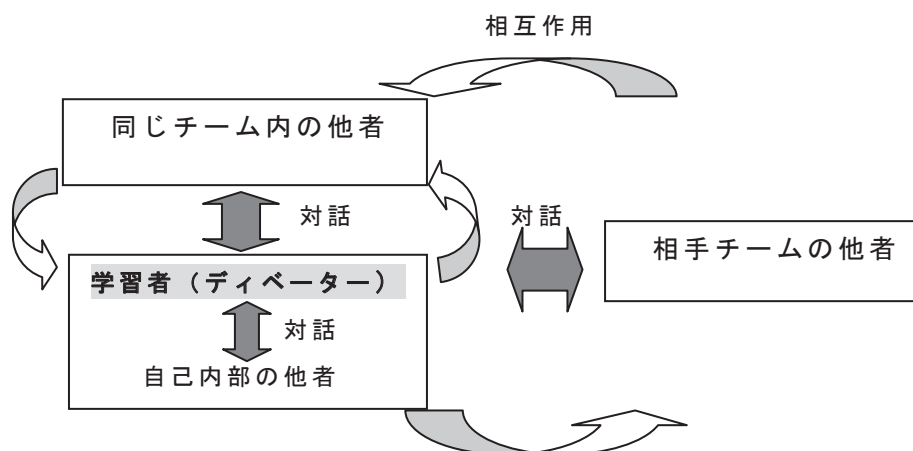 相互作用
同じチーム内の他者
対話
対話
相手チームの他者
学習者（ディベーター）
対話
自己内部の他者